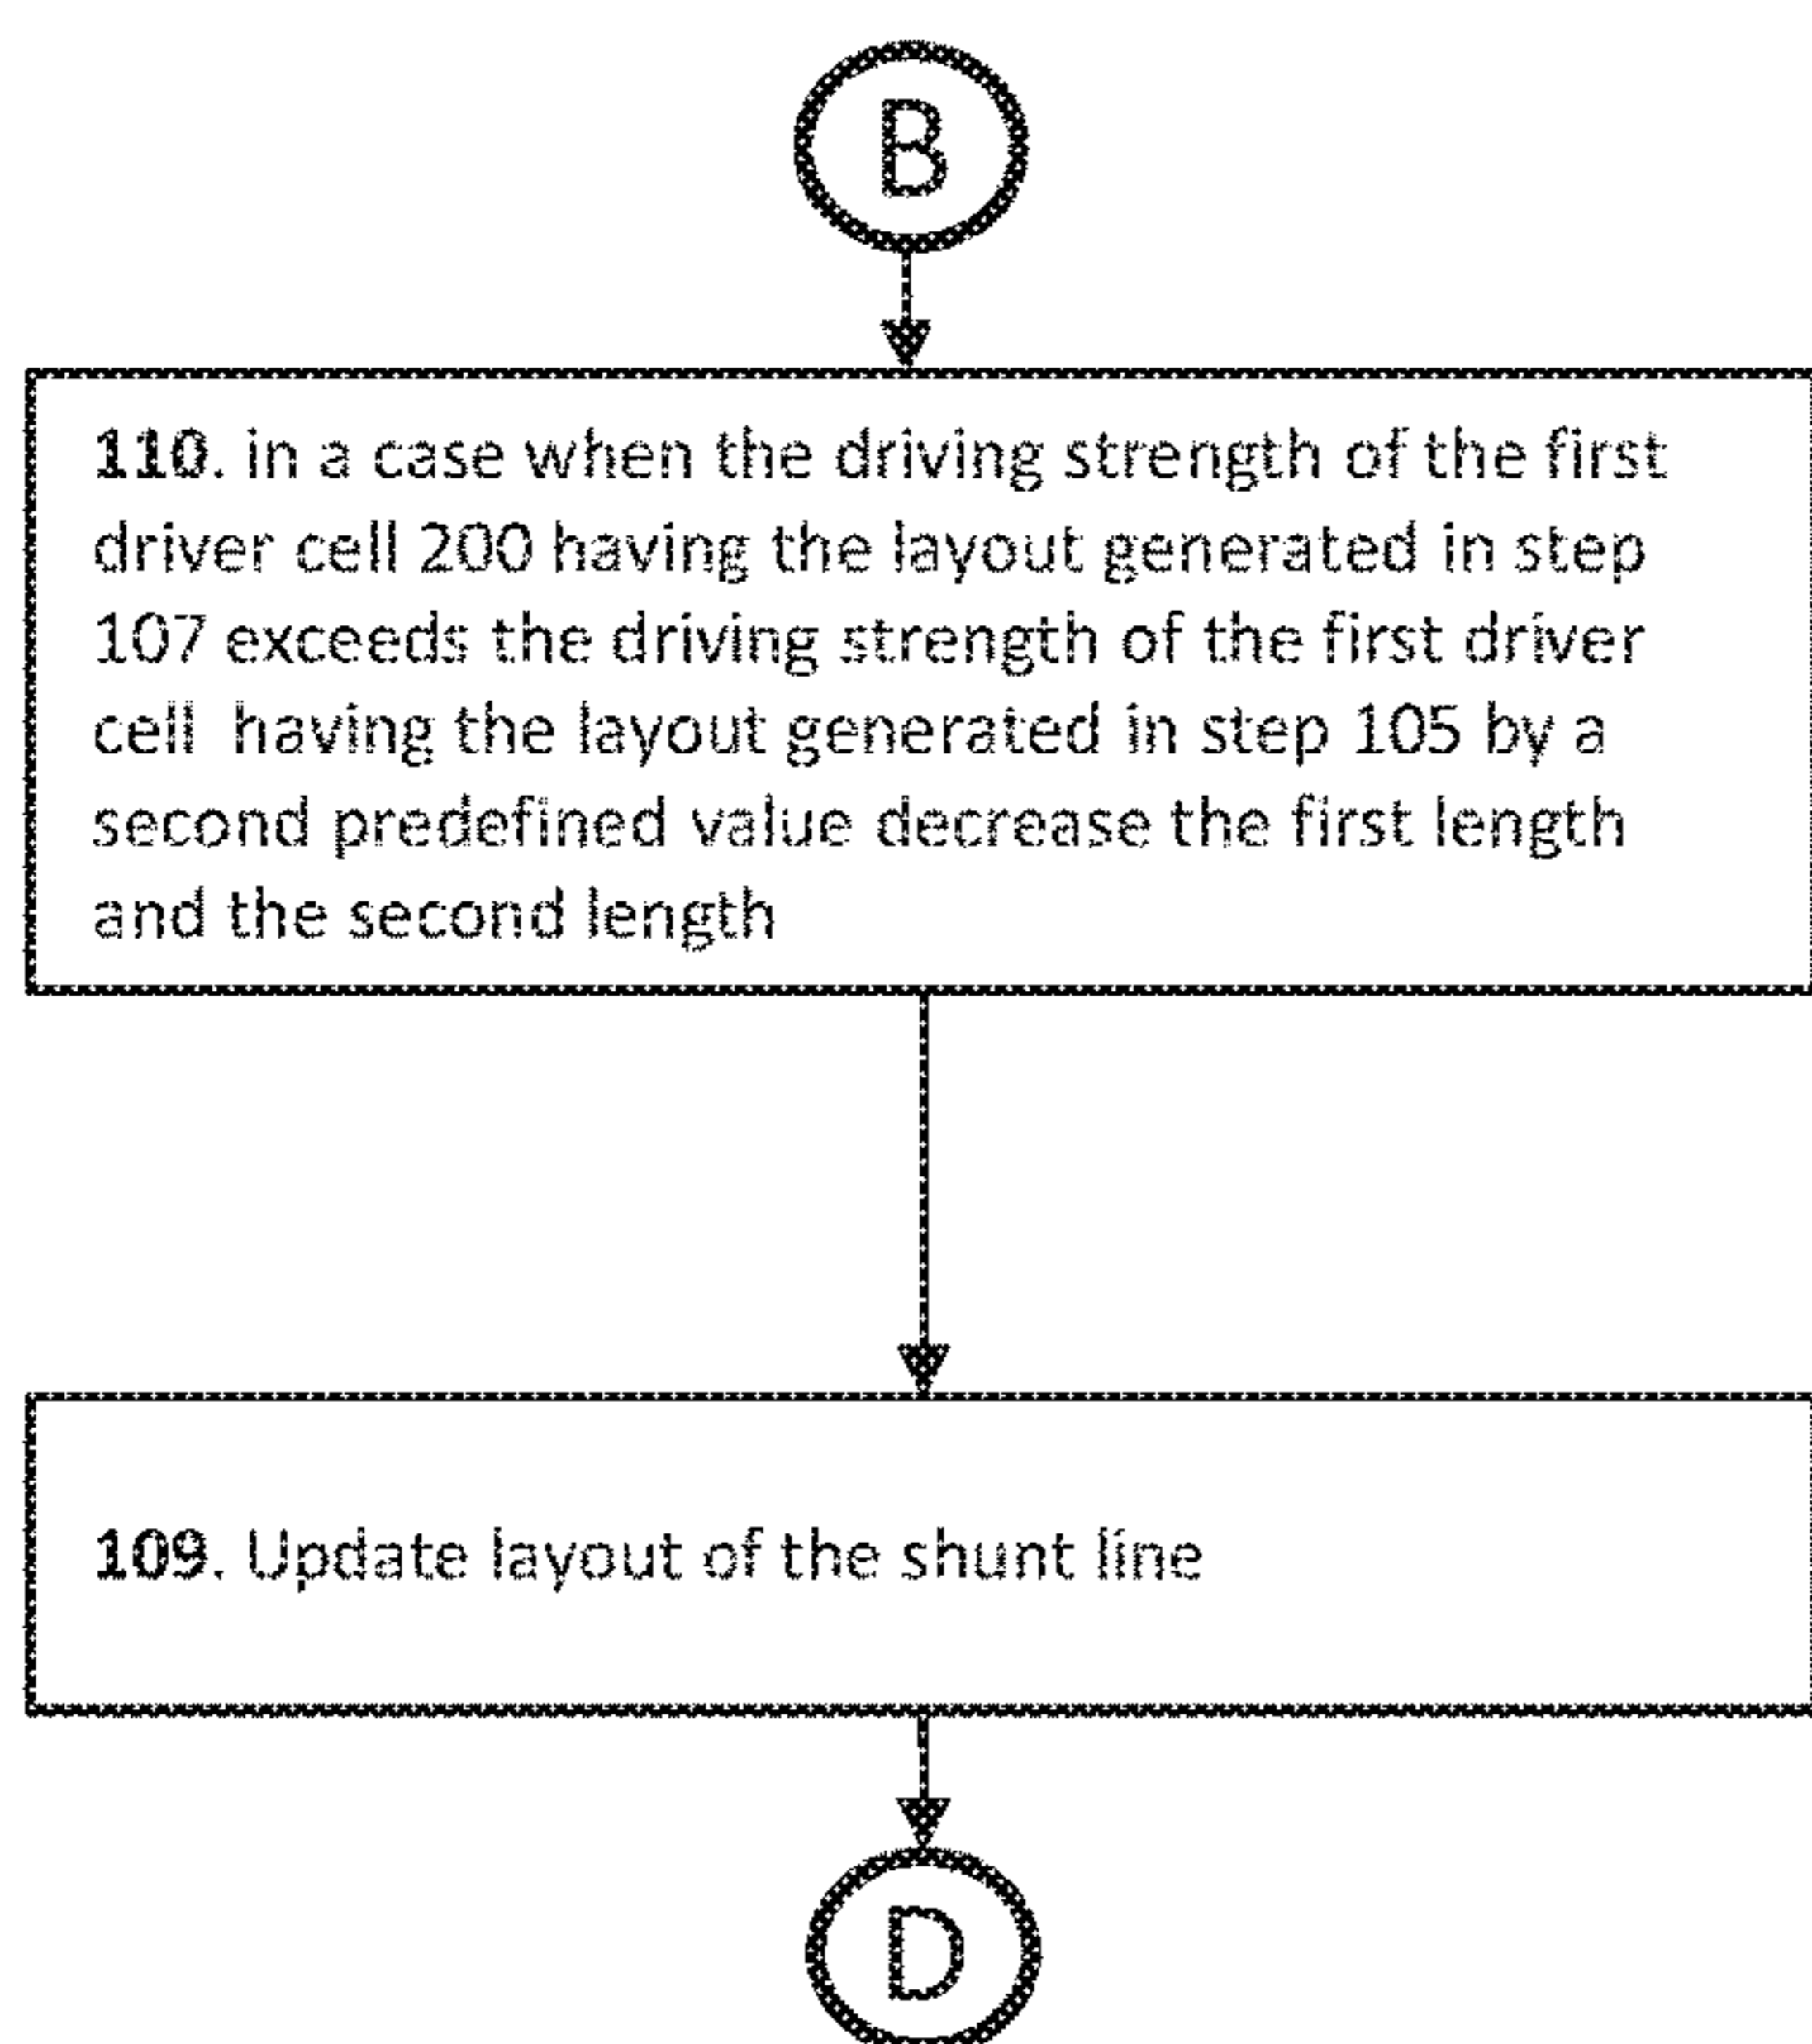 B
110. in a case when the driving strength of the first
driver cell 200 having the layout generated in step
107 exceeds the driving strength of the first driver
cell having the layout generated in step 105 by a
second predefined value decrease the first length
and the second length
109. Update layout of the shunt line
D